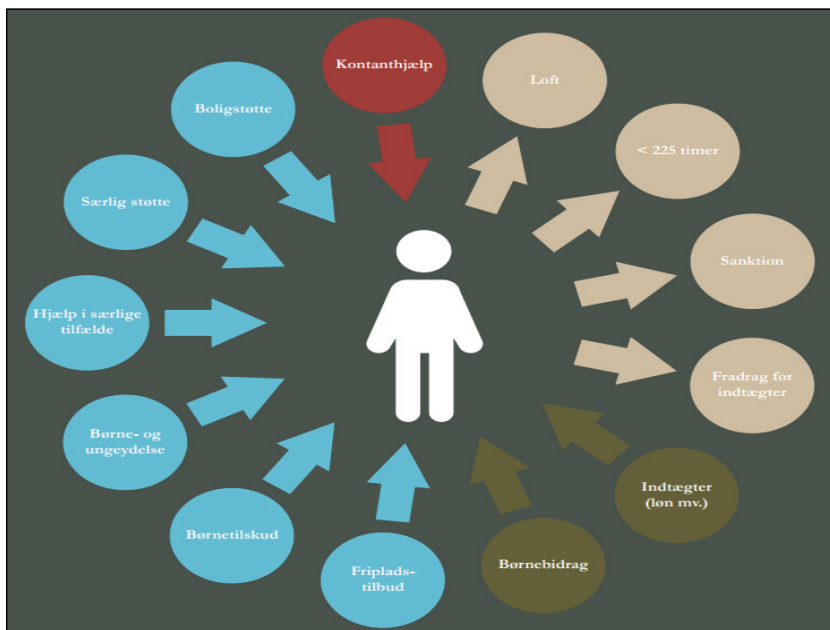 Kontanthjælp
Loft
< 225 timer
Sanktion
Fradrag for
indtægter
Indtægter
(løn mv.)
Børnebidrag
Friplads-
tilbud
Børnetilskud
Børne- og
ungeydelse
Hjælp i særlige
tilfælde
Særlig støtte
Boligstøtte